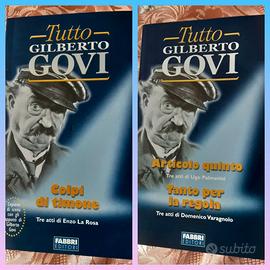 Tutto
GILBERTO
GOVI
Colpi
di timone
Tre atti di Enzo La Rosa
FABBRI
EDITORI
Tutto
GILBERTO
GOVI
Articolo quinto
Tre atti di Ugo Palmerini
Tanto per
la regola
Tre atti di Domenico Varagnolo
FABBRI
EDITORI
subito